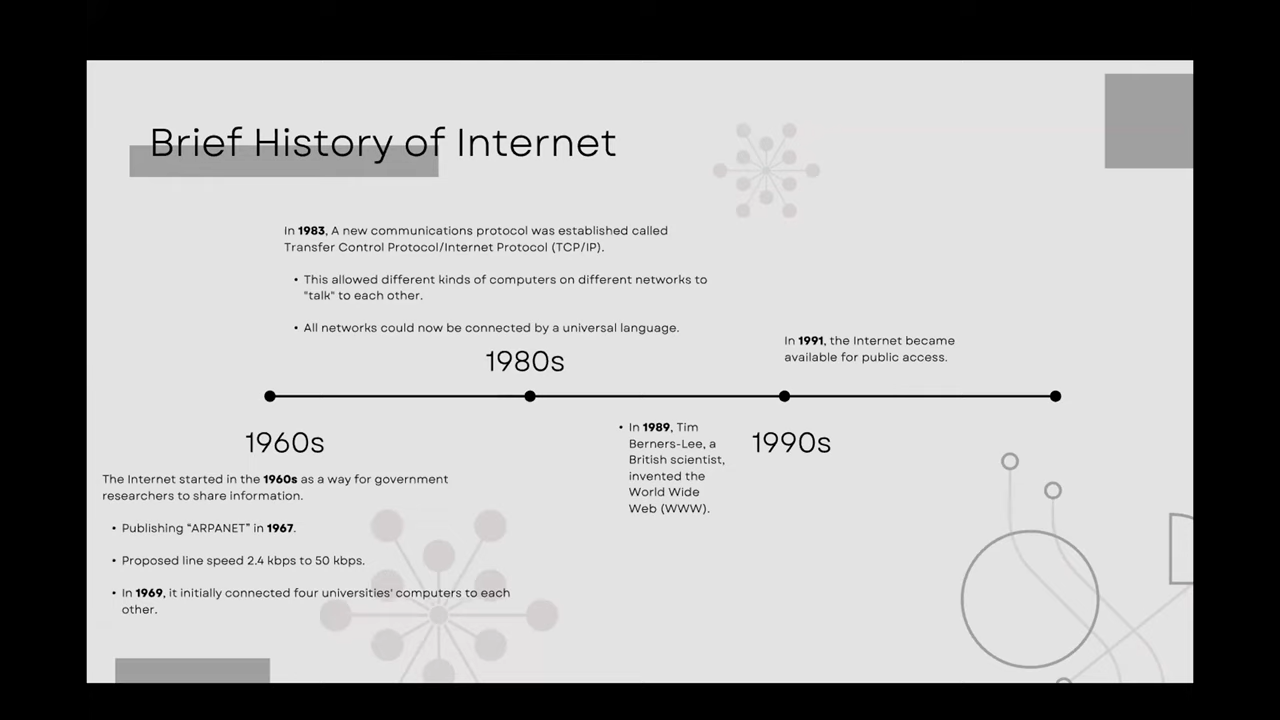 Brief History of Internet
In 1983, A new communications protocol was established called
Transfer Control Protocol/Internet Protocol (TCP/IP).
• This allowed different kinds of computers on different networks to
"talk" to each other.
• All networks could now be connected by a universal language.
1980s
In 1991, the Internet became
available for public access.
1960s
The Internet started in the 1960s as a way for government
researchers to share information.
• Publishing “ARPANET” in 1967.
• Proposed line speed 2.4 kbps to 50 kbps.
• In 1969, it initially connected four universities’ computers to each
other.
• In 1989, Tim
Berners-Lee, a
British scientist,
invented the
World Wide
Web (WWW).
1990s